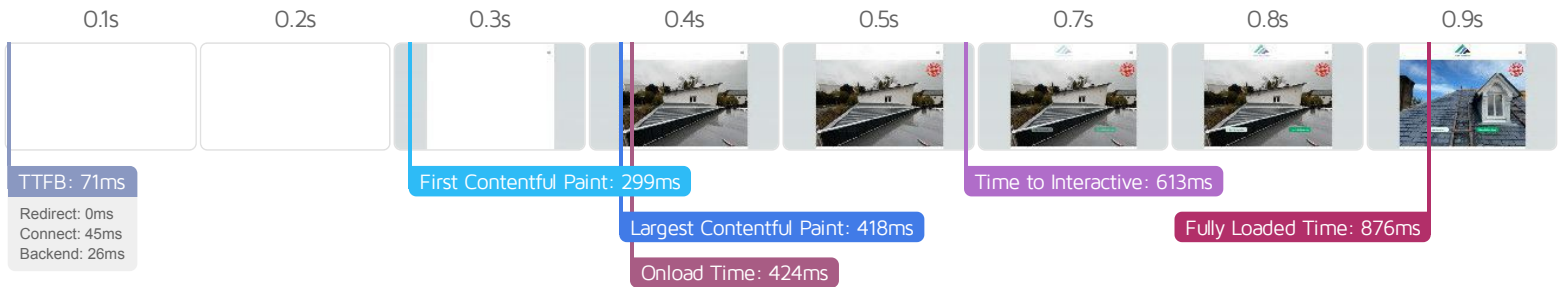 0.1s 0.2s 0.3s 0.4s 0.5s 0.7s 0.8s 0.9s
TTFB: 71ms
First Contentful Paint: 299ms
Time to Interactive: 613ms
Redirect: 0ms
Connect: 45ms
Backend: 26ms
Largest Contentful Paint: 418ms
Fully Loaded Time: 876ms
Onload Time: 424ms